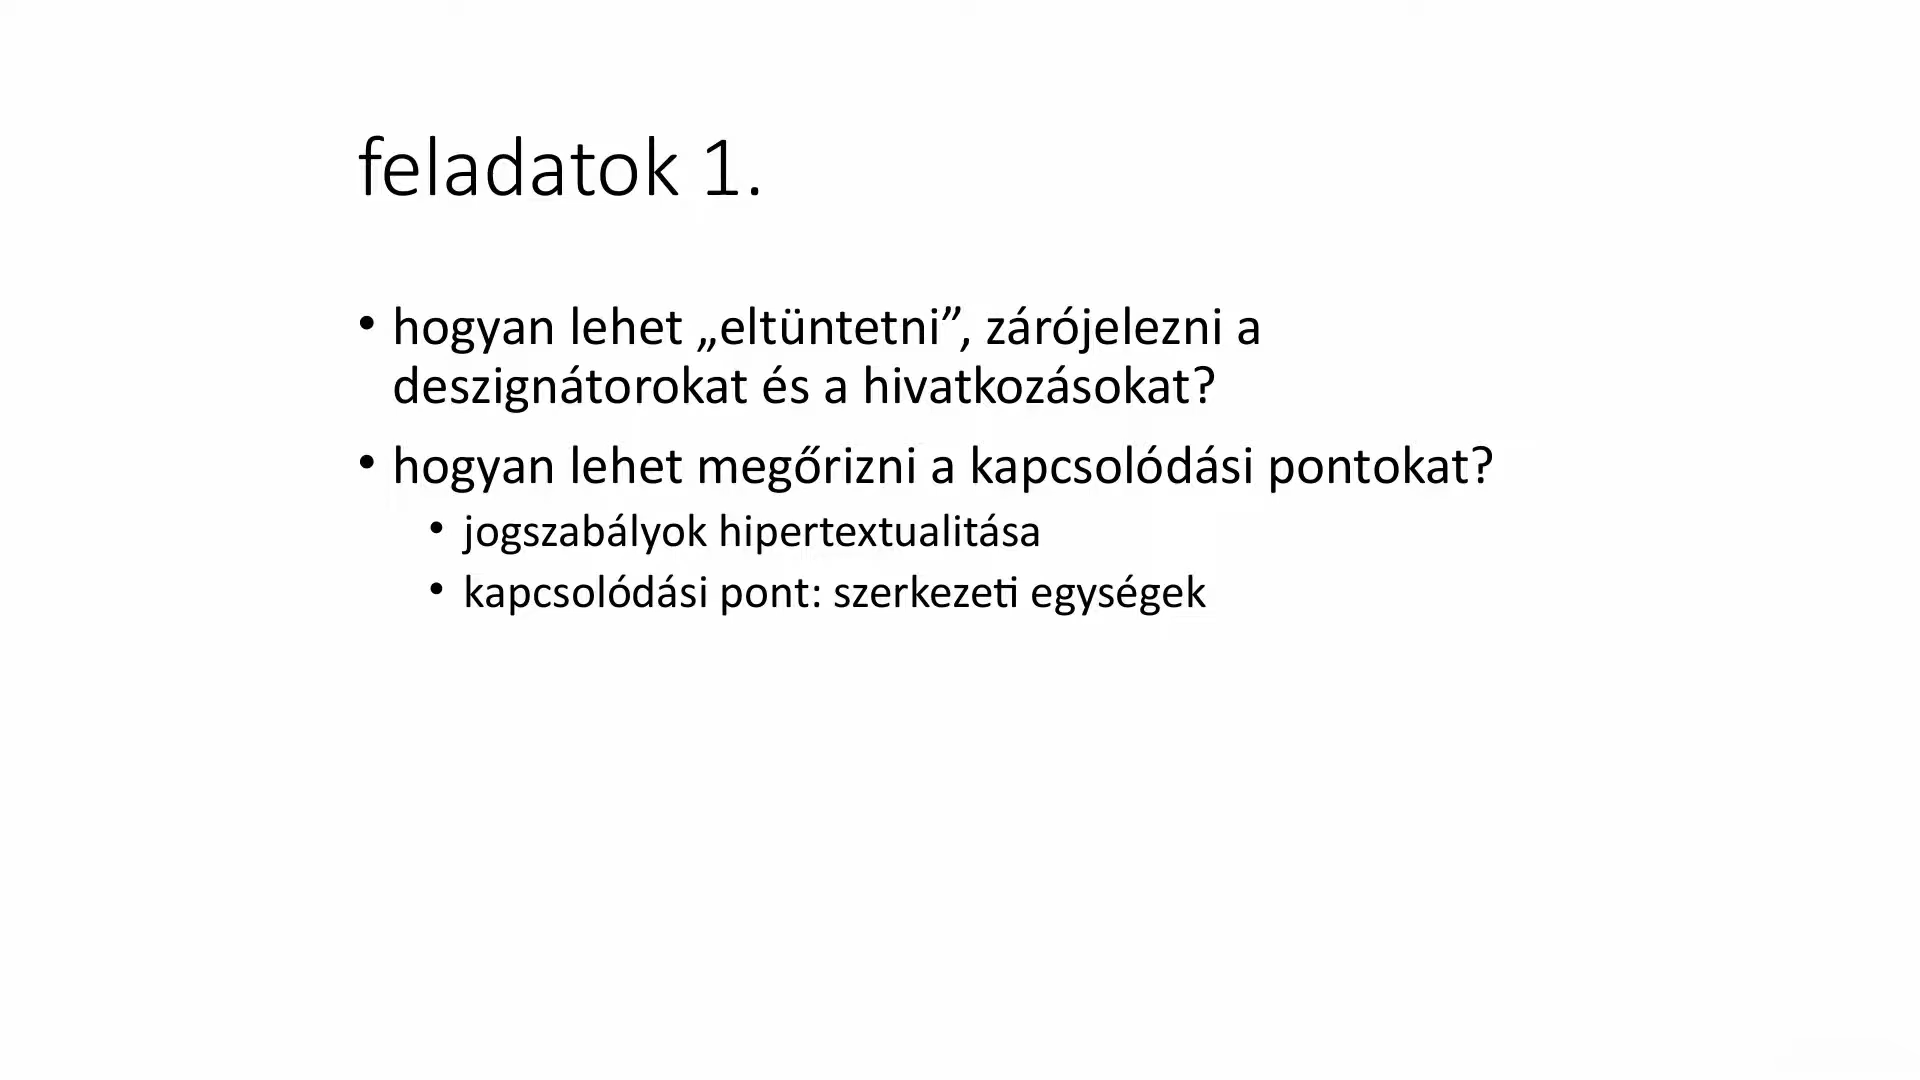 feladatok 1.
• hogyan lehet „eltüntetni”, zárójelezni a
deszignátorokat és a hivatkozásokat?
• hogyan lehet megőrizni a kapcsolódási pontokat?
• jogszabályok hipertextualitása
• kapcsolódási pont: szerkezeti egységek